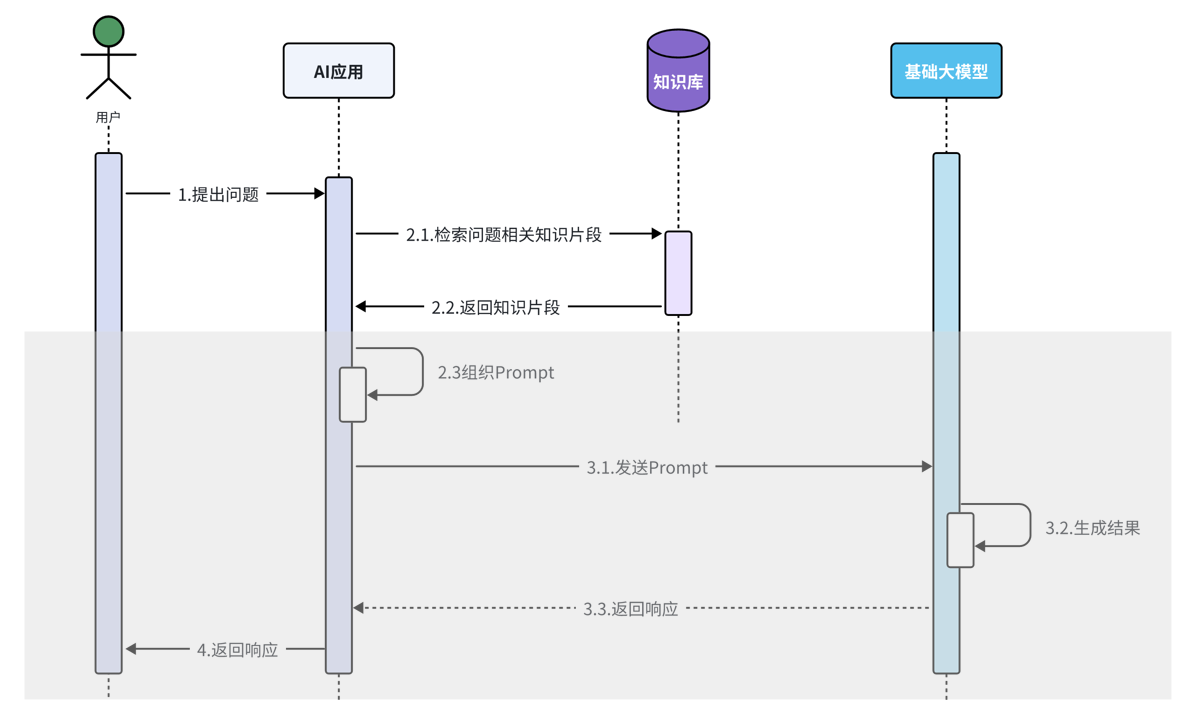 AI应用
知识库
基础大模型
用户
1.提出问题
2.1.检索问题相关知识片段
2.2.返回知识片段
2.3组织Prompt
3.1.发送Prompt
3.2.生成结果
3.3.返回响应
4.返回响应